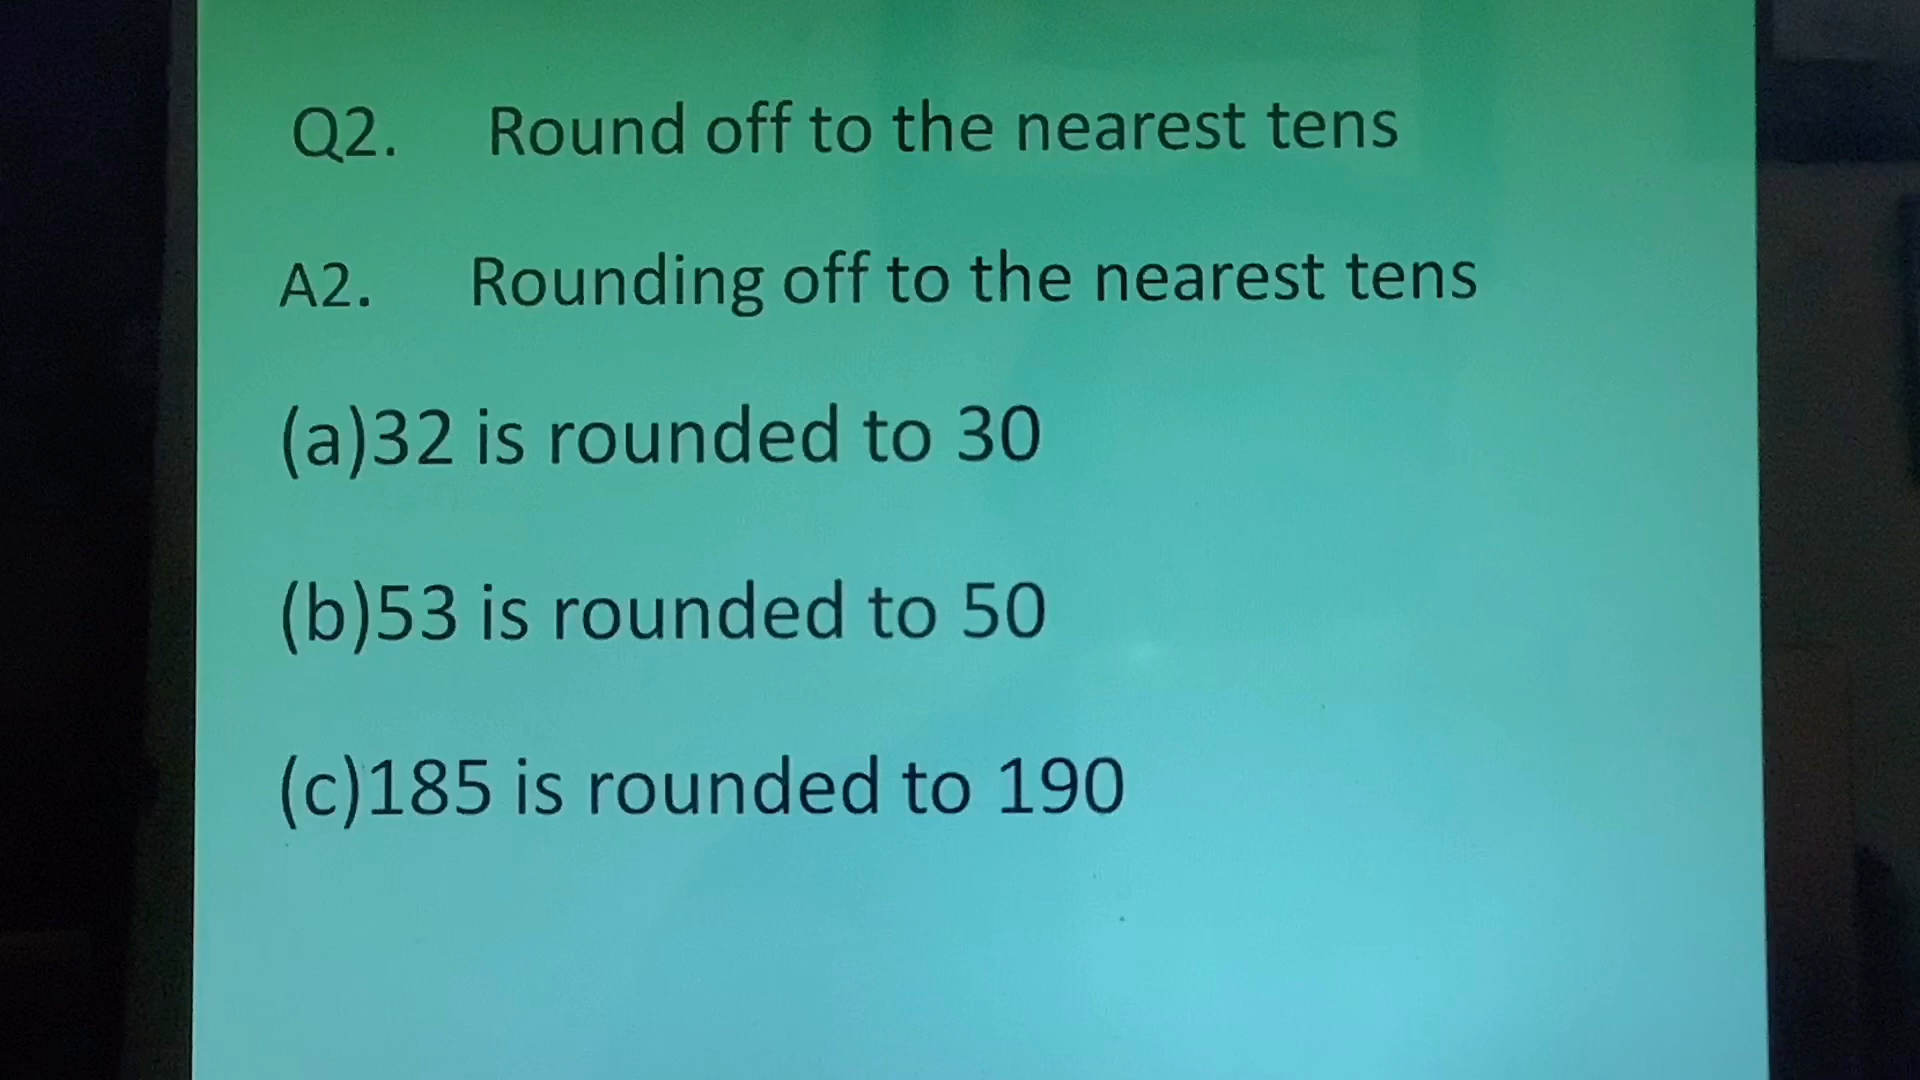 Q2. Round off to the nearest tens
A2. Rounding off to the nearest tens
(a)32 is rounded to 30
(b)53 is rounded to 50
(c)185 is rounded to 190